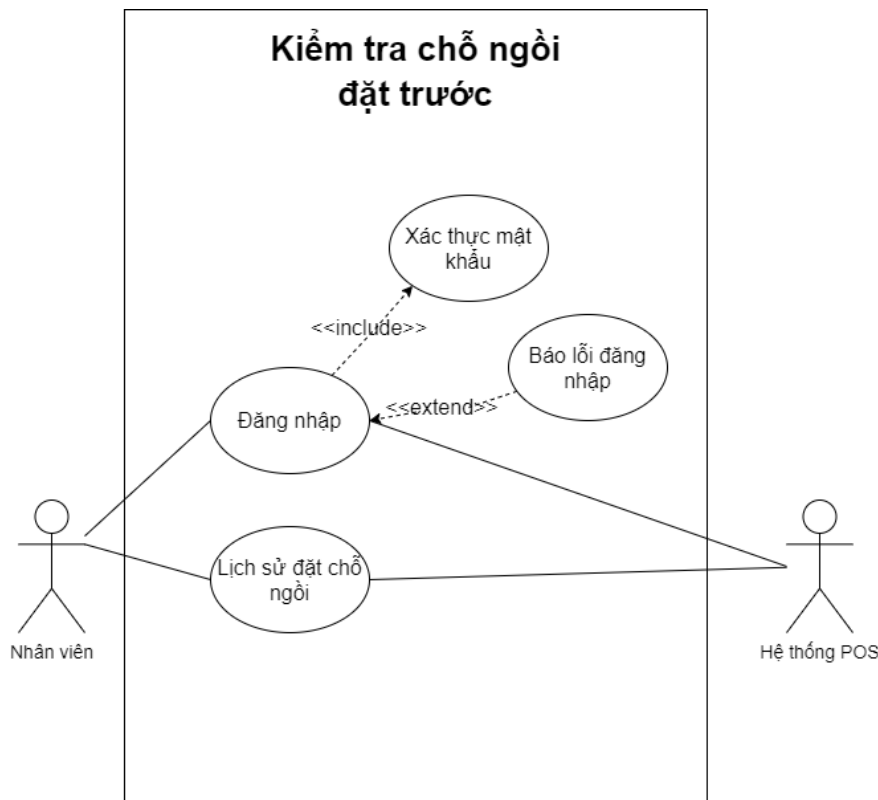 Kiểm tra chỗ ngồi
đặt trước
Xác thực mật
khẩu
<<include>>
Báo lỗi đăng
nhập
<<extend>>
Đăng nhập
Lịch sử đặt chỗ
ngồi
Nhân viên
Hệ thống POS